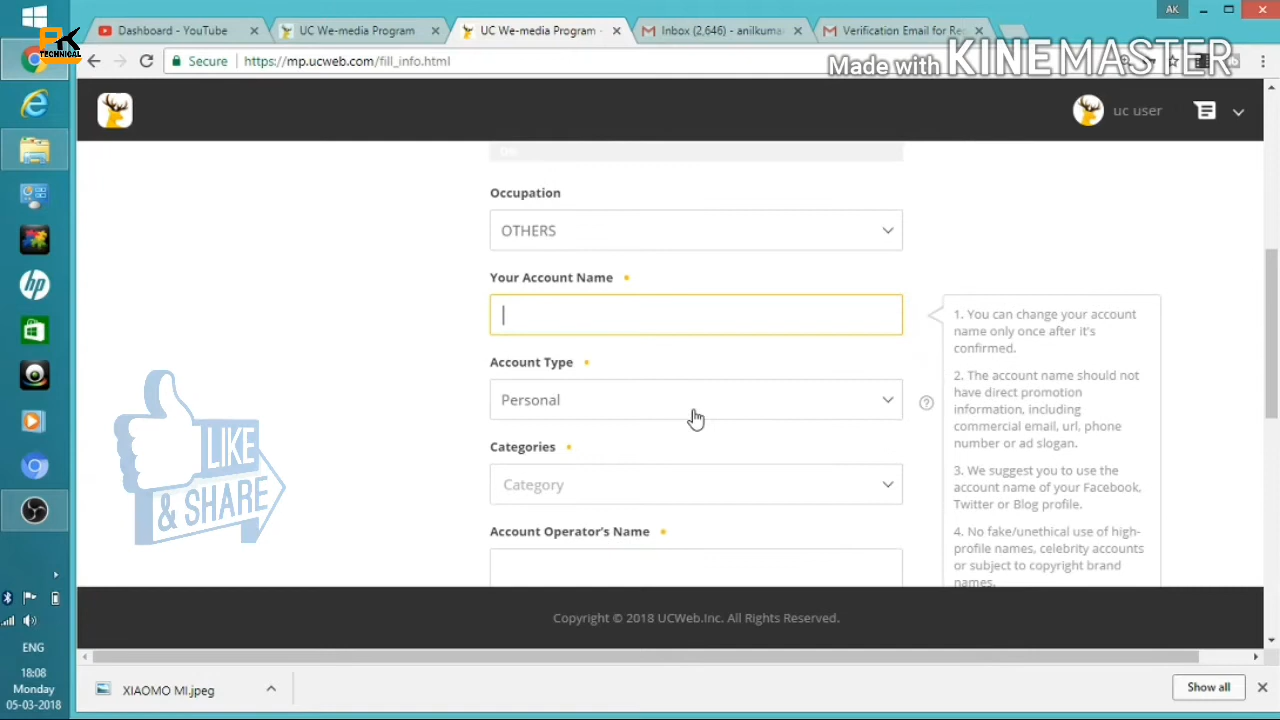 AK
Dashboard - YouTube
UC We-media Program
UC We-media Program -
Inbox (2,646) - anilkuma
Verification Email for Re
TECHNICAL
Secure
https://mp.ucweb.com/fill_info.html
Made with KINEMASTER
uc user
Occupation
OTHERS
Your Account Name
1. You can change your account
name only once after it's
confirmed.
Account Type
Personal
2. The account name should not
have direct promotion
information, including
commercial email, url, phone
number or ad slogan.
Categories
Category
3. We suggest you to use the
account name of your Facebook,
Twitter or Blog profile.
Account Operator's Name
4. No fake/unethical use of high-
profile names, celebrity accounts
or subject to copyright brand
names.
LIKE
& SHARE
hp
Copyright © 2018 UCWeb.Inc. All Rights Reserved.
ENG
18:08
Monday
05-03-2018
XIAOMO MI.jpeg
Show all